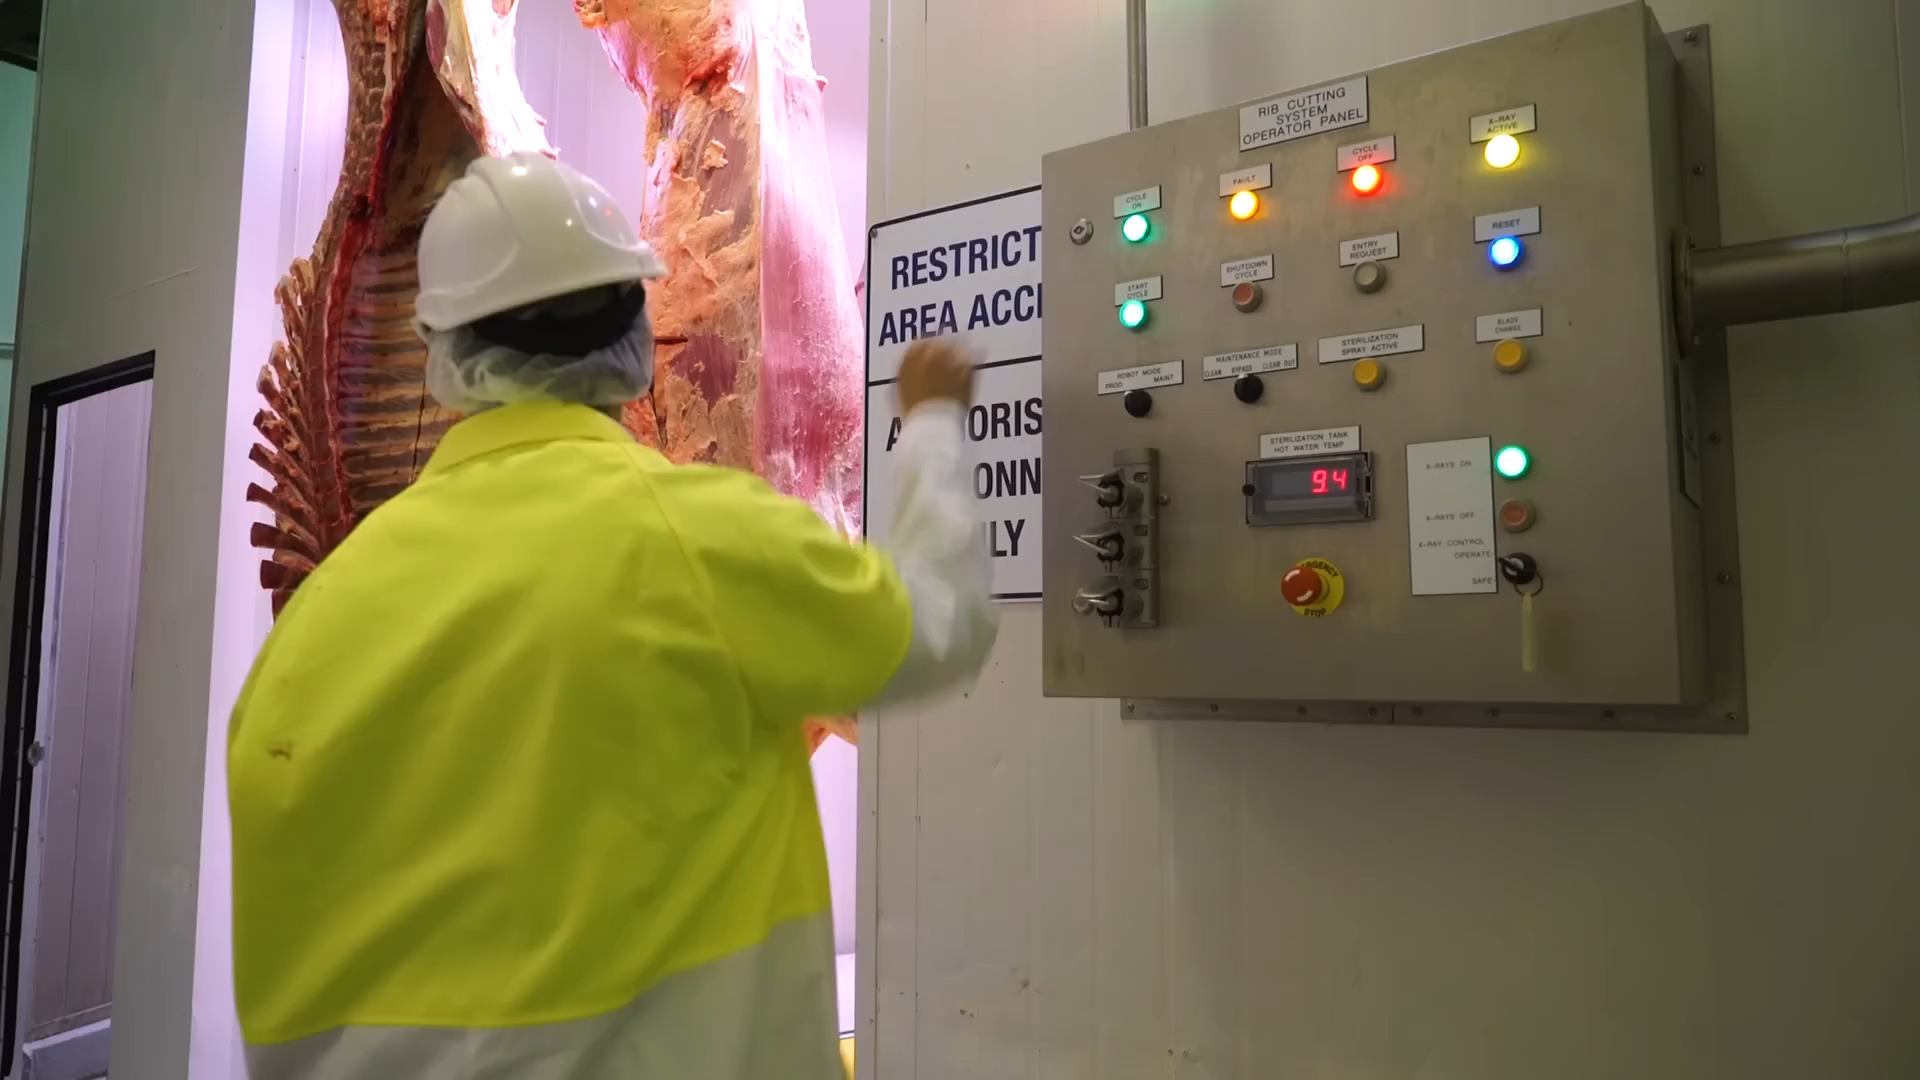 RIB CUTTING
SYSTEM
OPERATOR PANEL
X-RAY
ACTIVE
CYCLE
OFF
FAULT
CYCLE
ON
RESET
ENTRY
REQUEST
SHUTDOWN
CYCLE
START
CYCLE
BLADE
CHANGE
STERILIZATION
SPRAY ACTIVE
MAINTENANCE MODE
CLEAN BYPASS CLEAR OUT
ROBOT MODE
PROD MAINT
STERILIZATION TANK
HOT WATER TEMP
94
X-RAYS ON
X-RAYS OFF
X-RAY CONTROL
OPERATE
SAFE
EMERGENCY
STOP
RESTRICT
AREA ACC
A ORIS
ONN
LY